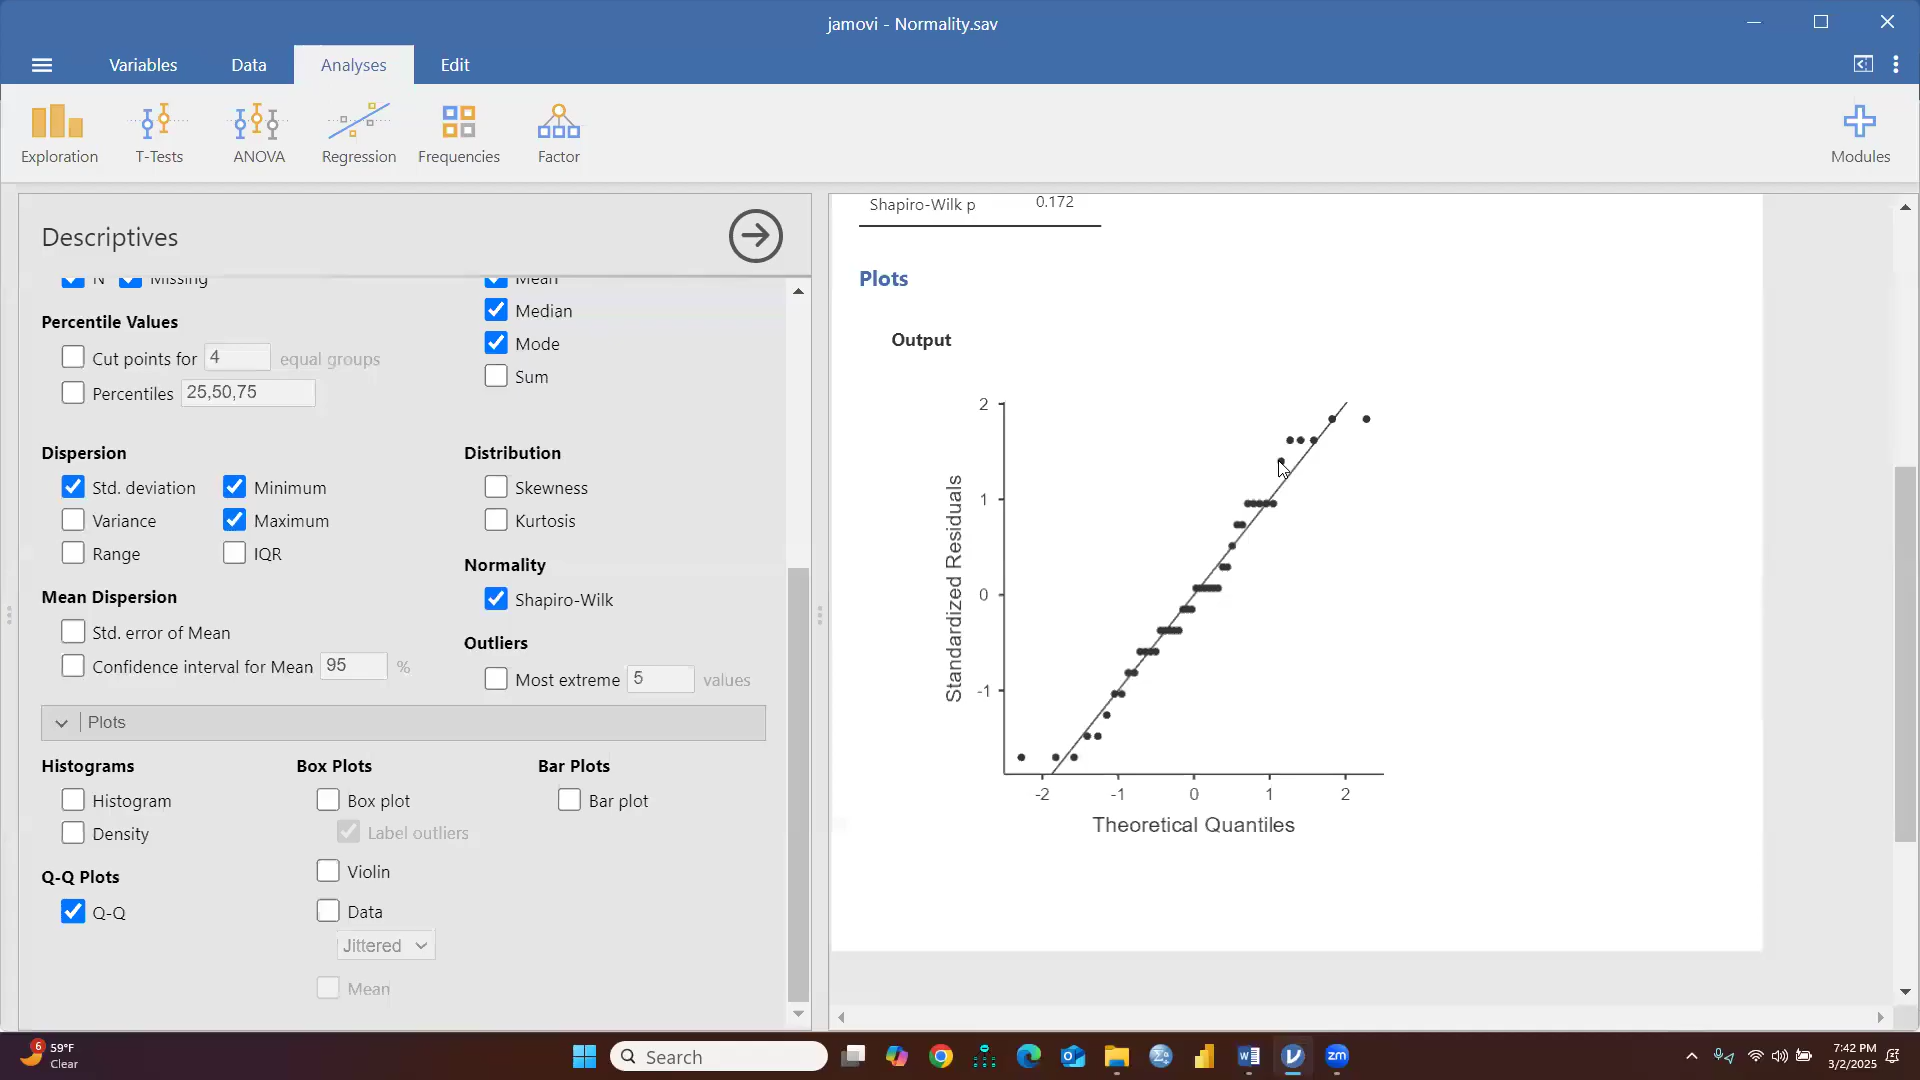 jamovi - Normality.sav
Variables Data Analyses Edit
Exploration T-Tests ANOVA Regression Frequencies Factor Modules
Descriptives
N Missing Mean
Median
Percentile Values
Mode
Cut points for 4 equal groups
Sum
Percentiles 25,50,75
Dispersion Distribution
Std. deviation Minimum Skewness
Variance Maximum Kurtosis
Range IQR
Normality
Mean Dispersion
Shapiro-Wilk
Std. error of Mean
Outliers
Confidence interval for Mean 95 %
Most extreme 5 values
Plots
Histograms Box Plots Bar Plots
Histogram Box plot Bar plot
Density Label outliers
Q-Q Plots Violin
Q-Q Data
Jittered
Mean
Shapiro-Wilk p 0.172
Plots
Output
2
1
0
-1
Standardized Residuals
-2 -1 0 1 2
Theoretical Quantiles
6
59°F
Clear
Search
zm
7:42 PM
3/2/2025